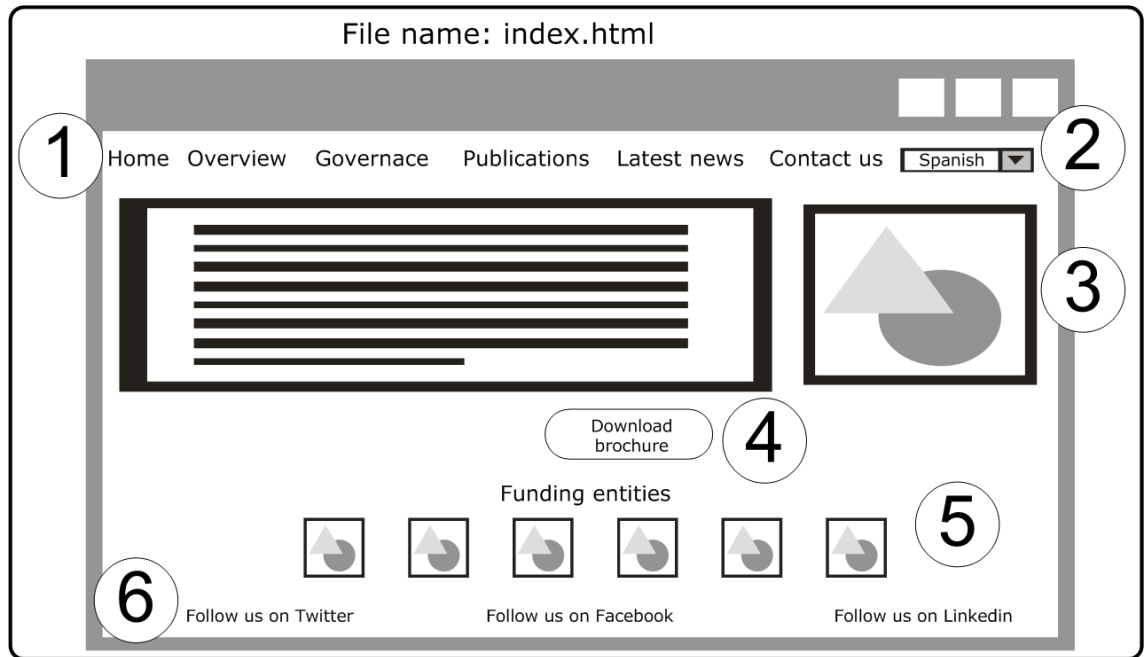 File name: index.html
1
Home Overview Governace Publications Latest news Contact us Spanish
2
3
Download
brochure
4
Funding entities
5
6
Follow us on Twitter Follow us on Facebook Follow us on Linkedin